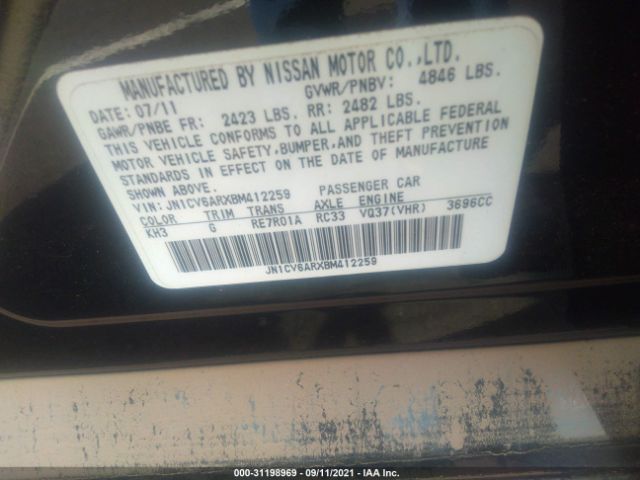 MANUFACTURED BY NISSAN MOTOR CO.,LTD.
DATE: 07/11 GVWR/PNBV: 4846 LBS.
GAWR/PNBE FR: 2423 LBS. RR: 2482 LBS.
THIS VEHICLE CONFORMS TO ALL APPLICABLE FEDERAL
MOTOR VEHICLE SAFETY,BUMPER,AND THEFT PREVENTION
STANDARDS IN EFFECT ON THE DATE OF MANUFACTURE
SHOWN ABOVE.
VIN: JN1CV6ARXBM412259 PASSENGER CAR
COLOR TRIM TRANS AXLE ENGINE
KH3 G RE7R01A RC33 VQ37(VHR) 3696CC
JN1CV6ARXBM412259
000-31198969 - 09/11/2021 - IAA Inc.